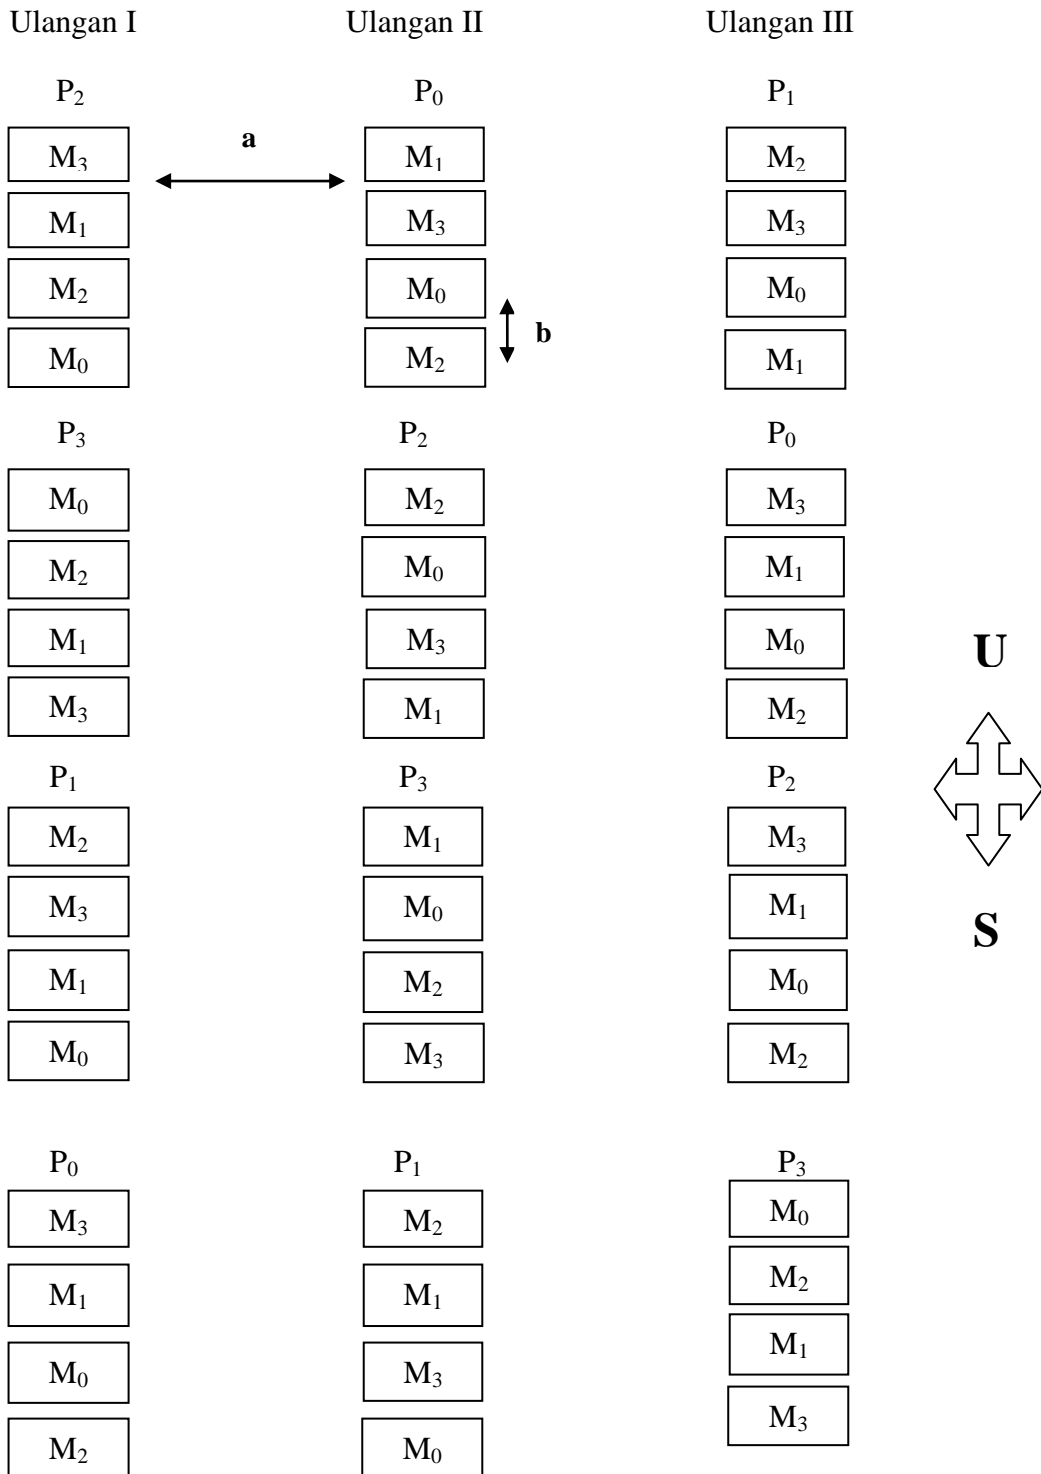 Ulangan I Ulangan II Ulangan III
P₂ P₀ P₁
M₃ a M₁ M₂
M₁ M₃ M₃
M₂ M₀ M₀
b
M₀ M₂ M₁
P₃ P₂ P₀
M₀ M₂ M₃
M₂ M₀ M₁
M₁ M₃ M₀
U
M₃ M₁ M₂
P₁ P₃ P₂
M₂ M₁ M₃
M₃ M₀ M₁
S
M₁ M₂ M₀
M₀ M₃ M₂
P₀ P₁ P₃
M₃ M₂ M₀
M₁ M₁ M₂
M₀ M₃ M₁
M₂ M₀ M₃